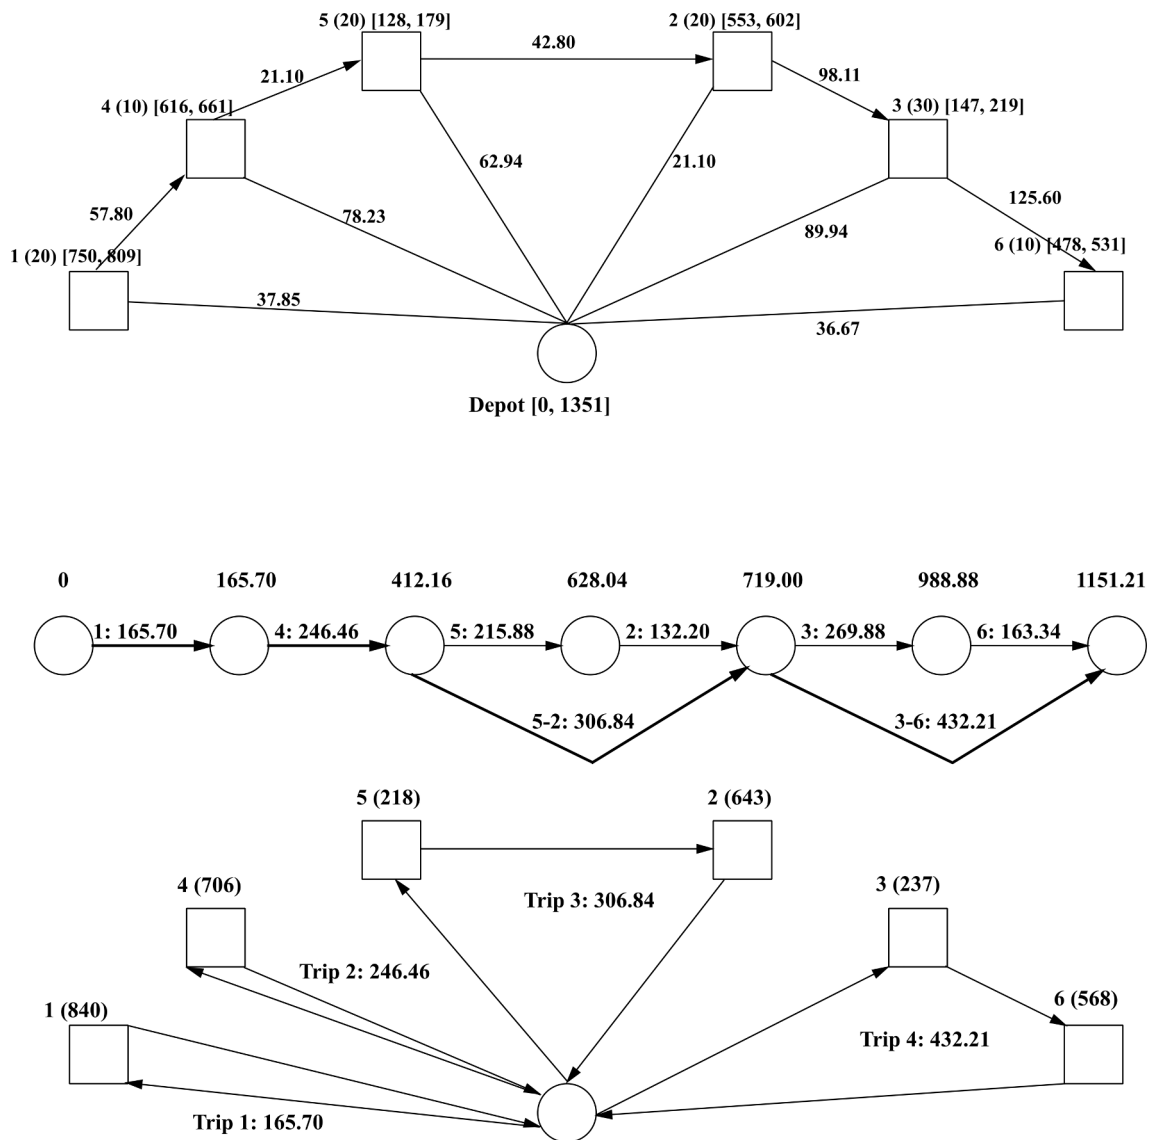 5 (20) [128, 179]
2 (20) [553, 602]
42.80
21.10
98.11
4 (10) [616, 661]
3 (30) [147, 219]
62.94
21.10
57.80
78.23
89.94
125.60
1 (20) [750, 809]
6 (10) [478, 531]
37.85
36.67
Depot [0, 1351]
0
165.70
412.16
628.04
719.00
988.88
1151.21
1: 165.70
4: 246.46
5: 215.88
2: 132.20
3: 269.88
6: 163.34
5-2: 306.84
3-6: 432.21
5 (218)
2 (643)
4 (706)
3 (237)
Trip 3: 306.84
Trip 2: 246.46
1 (840)
6 (568)
Trip 4: 432.21
Trip 1: 165.70